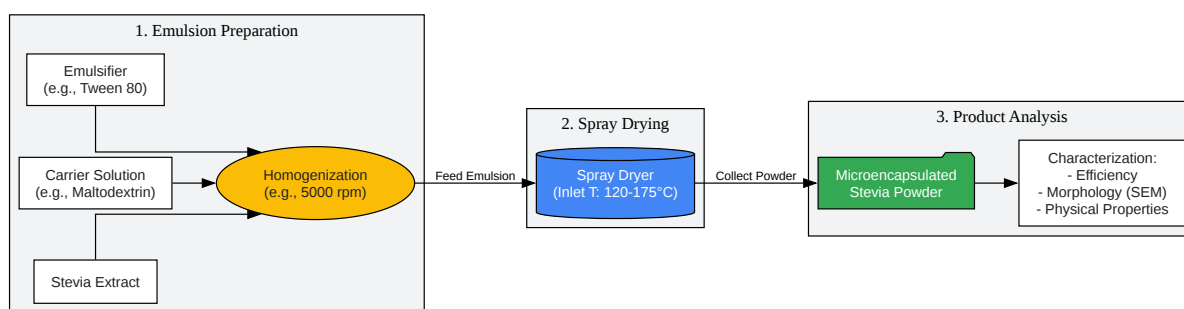 1. Emulsion Preparation
Emulsifier
(e.g., Tween 80)
Carrier Solution
(e.g., Maltodextrin)
Stevia Extract
Homogenization
(e.g., 5000 rpm)
Feed Emulsion
2. Spray Drying
Spray Dryer
(Inlet T: 120-175°C)
Collect Powder
3. Product Analysis
Microencapsulated
Stevia Powder
Characterization:
- Efficiency
- Morphology (SEM)
- Physical Properties